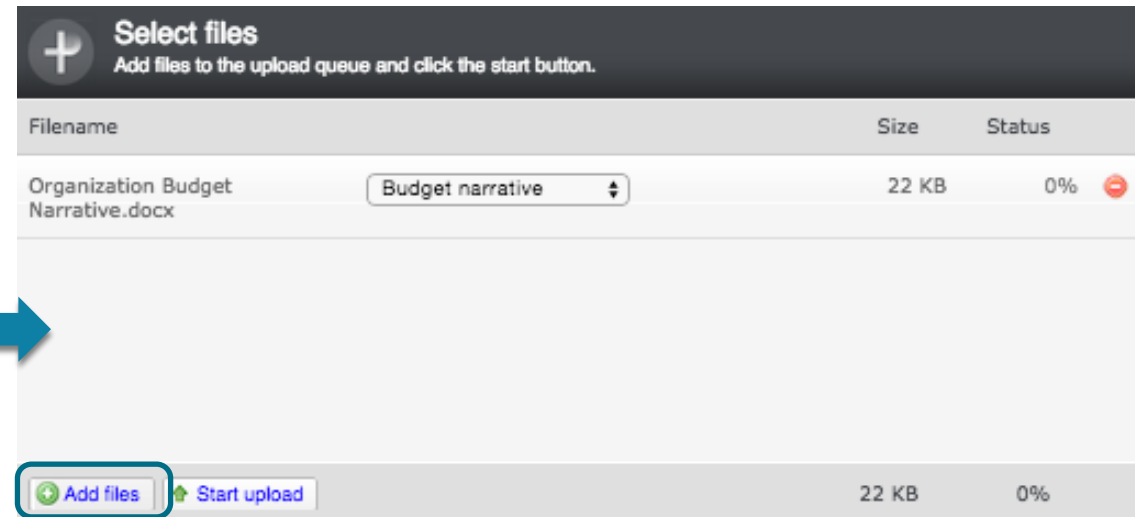 Select files
Add files to the upload queue and click the start button.
Filename Size Status
Organization Budget Budget narrative 22 KB 0%
Narrative.docx
Add files Start upload 22 KB 0%